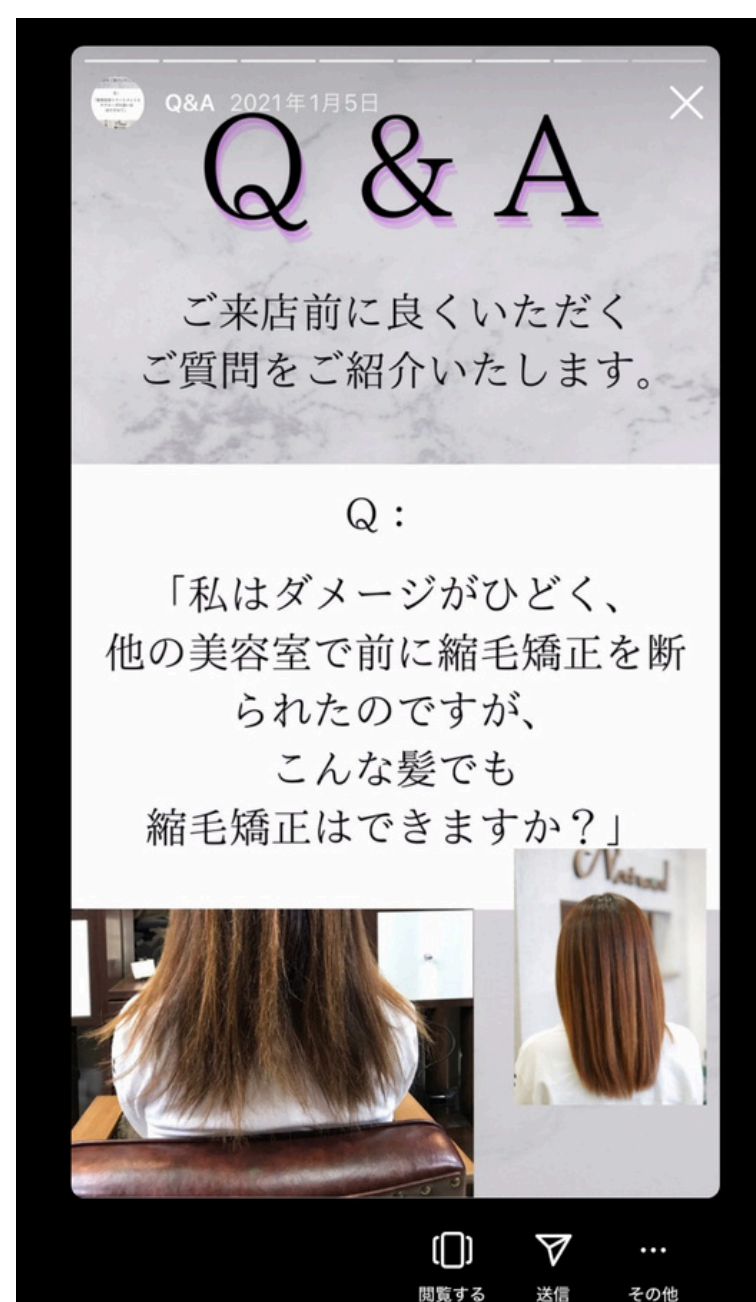 Q&A 2021年1月5日
Q & A
ご来店前に良くいただく
ご質問をご紹介いたします。
Q：
「私はダメージがひどく、
他の美容室で前に縮毛矯正を断
られたのですが、
こんな髪でも
縮毛矯正はできますか？」
Natural
閲覧する
送信
その他